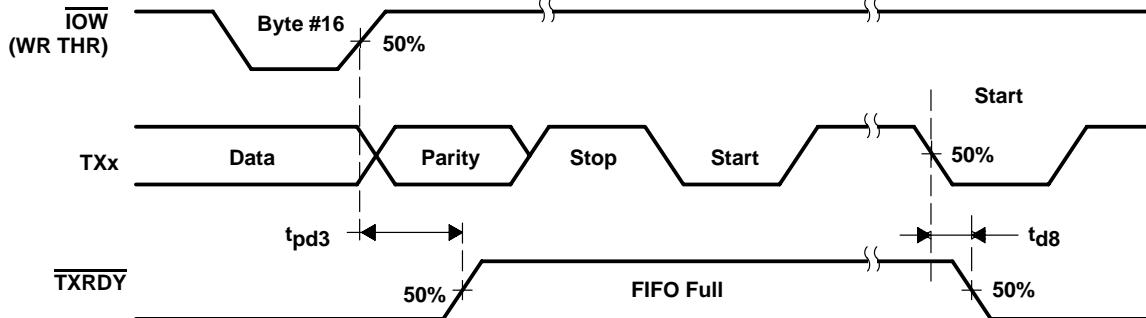 IOW
(WR THR)
Byte #16
50%
Start
TXx
Data
Parity
Stop
Start
50%
tpd3
td8
TXRDY
50%
FIFO Full
50%